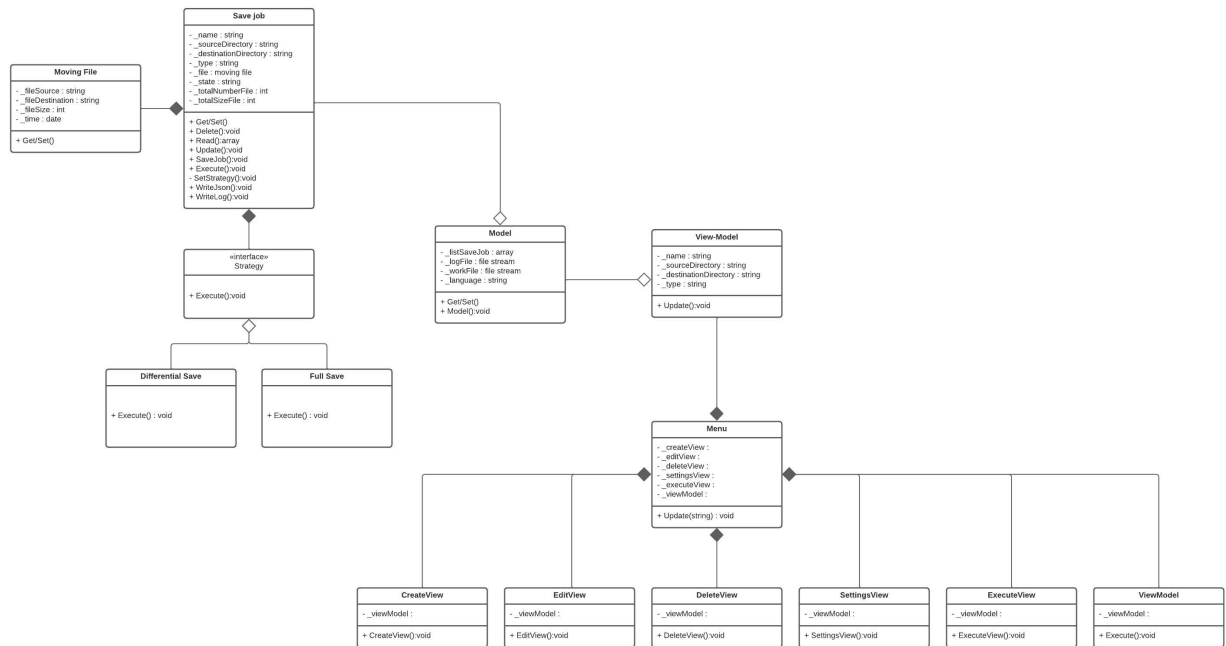 Save job
- _name : string
- _sourceDirectory : string
- _destinationDirectory : string
- _type : string
- _file : moving file
- _state : string
- _totalNumberFile : int
- _totalSizeFile : int
+ Get/Set()
+ Delete():void
+ Read():array
+ Update():void
+ SaveJob():void
+ Execute():void
- SetStrategy():void
+ WriteJson():void
+ WriteLog():void
Moving File
- _fileSource : string
- _fileDestination : string
- _fileSize : int
- _time : date
+ Get/Set()
«interface»
Strategy
+ Execute():void
Differential Save
+ Execute() : void
Full Save
+ Execute() : void
Model
- _listSaveJob : array
- _logFile : file stream
- _workFile : file stream
- _language : string
+ Get/Set()
+ Model():void
View-Model
- _name : string
- _sourceDirectory : string
- _destinationDirectory : string
- _type : string
+ Update():void
Menu
- _createView :
- _editView :
- _deleteView :
- _settingsView :
- _executeView :
- _viewModel :
+ Update(string) : void
CreateView
- _viewModel :
+ CreateView():void
EditView
- _viewModel :
+ EditView():void
DeleteView
- _viewModel :
+ DeleteView():void
SettingsView
- _viewModel :
+ SettingsView():void
ExecuteView
- _viewModel :
+ ExecuteView():void
ViewModel
- _viewModel :
+ Execute():void